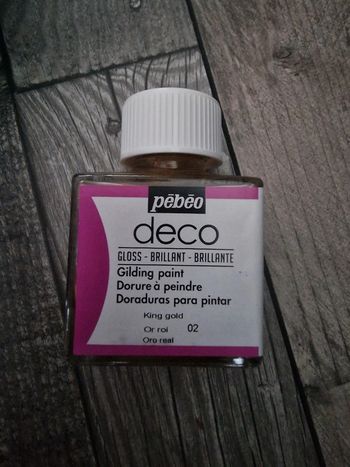 pēbēo
deco
GLOSS - BRILLANT - BRILLANTE
Gilding paint
Dorure à peindre
Doraduras para pintar
King gold
Or roi 02
Oro real